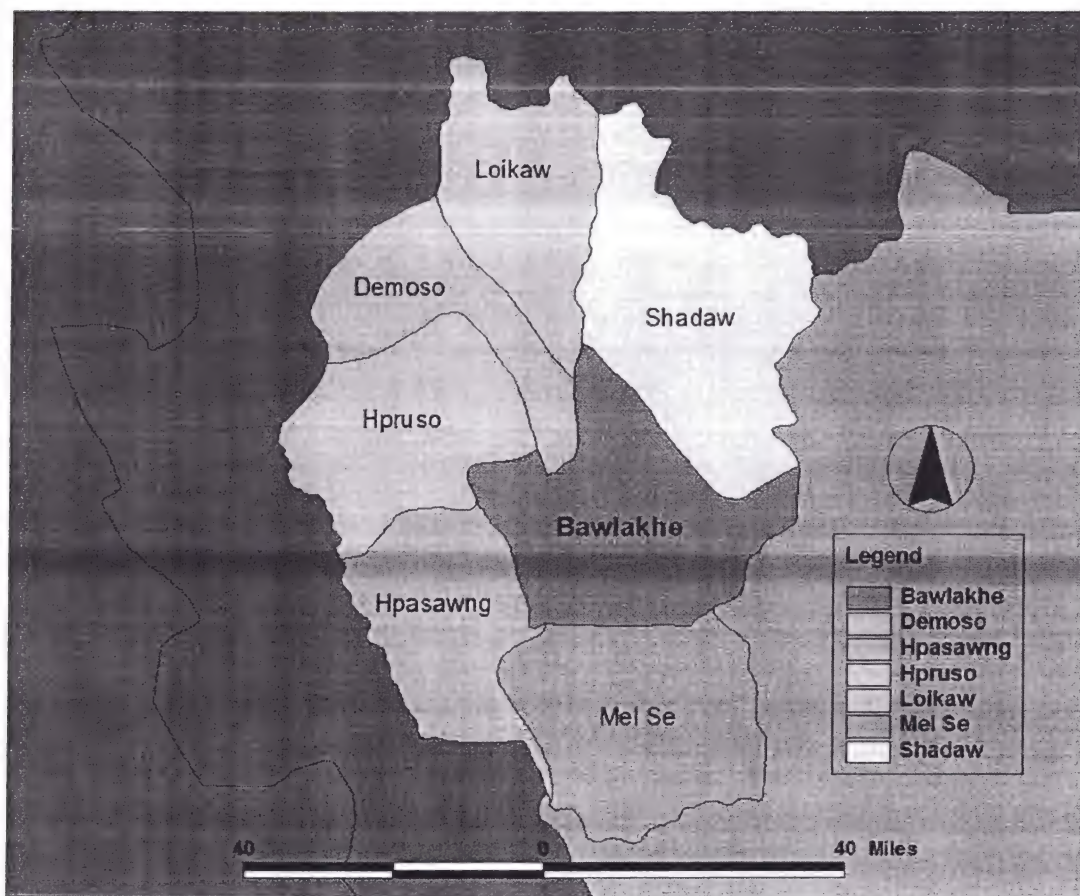 Loikaw
Demoso
Shadaw
Hpruso
Bawlakhe
Hpasawng
Mel Se
Legend
Bawlakhe
Demoso
Hpasawng
Hpruso
Loikaw
Mel Se
Shadaw
40 0 40 Miles